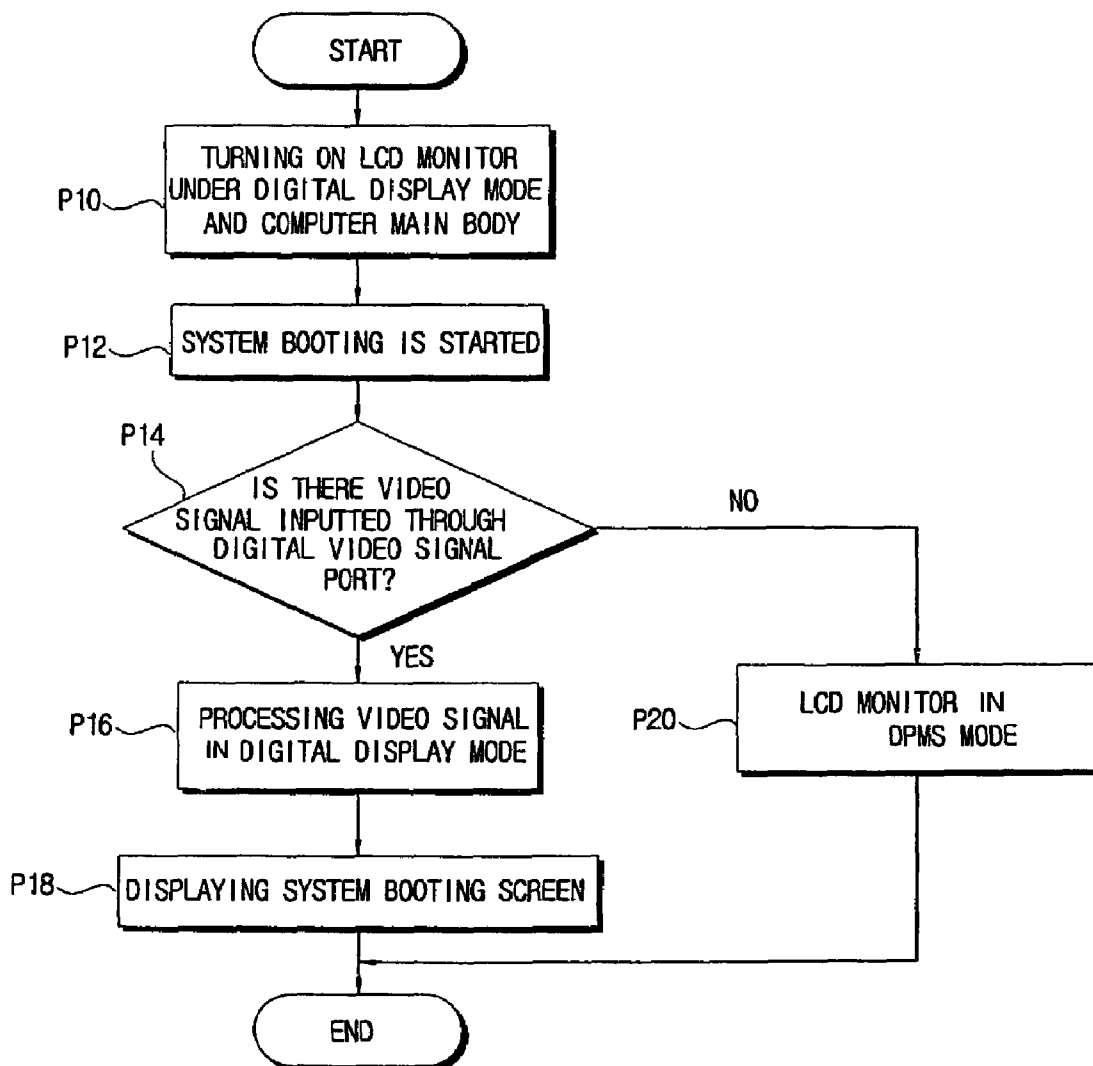 START
P10
TURNING ON LCD MONITOR
UNDER DIGITAL DISPLAY MODE
AND COMPUTER MAIN BODY
P12
SYSTEM BOOTING IS STARTED
P14
IS THERE VIDEO
SIGNAL INPUTTED THROUGH
DIGITAL VIDEO SIGNAL
PORT?
NO
YES
P16
PROCESSING VIDEO SIGNAL
IN DIGITAL DISPLAY MODE
P20
LCD MONITOR IN
DPMS MODE
P18
DISPLAYING SYSTEM BOOTING SCREEN
END